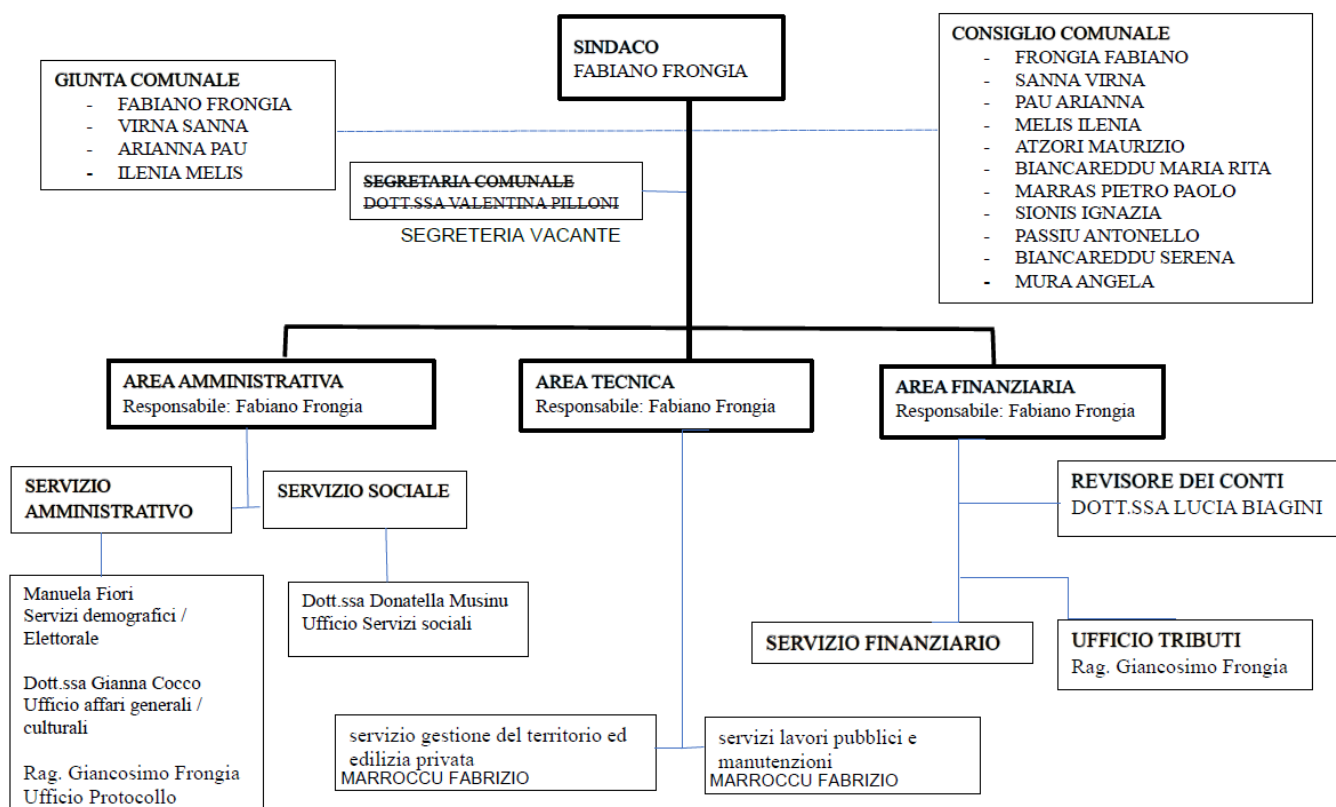 SINDACO
FABIANO FRONGIA
GIUNTA COMUNALE
- FABIANO FRONGIA
- VIRNA SANNA
- ARIANNA PAU
- ILENIA MELIS
CONSIGLIO COMUNALE
- FRONGIA FABIANO
- SANNA VIRNA
- PAU ARIANNA
- MELIS ILENIA
- ATZORI MAURIZIO
- BIANCAREDDU MARIA RITA
- MARRAS PIETRO PAOLO
- SIONIS IGNAZIA
- PASSIU ANTONELLO
- BIANCAREDDU SERENA
- MURA ANGELA
SEGRETARIA COMUNALE
DOTT.SSA VALENTINA PILLONI
SEGRETERIA VACANTE
AREA AMMINISTRATIVA
Responsabile: Fabiano Frongia
AREA TECNICA
Responsabile: Fabiano Frongia
AREA FINANZIARIA
Responsabile: Fabiano Frongia
SERVIZIO
AMMINISTRATIVO
SERVIZIO SOCIALE
REVISORE DEI CONTI
DOTT.SSA LUCIA BIAGINI
Manuela Fiori
Servizi demografici /
Elettorale
Dott.ssa Gianna Cocco
Ufficio affari generali /
culturali
Rag. Giancosimo Frongia
Ufficio Protocollo
Dott.ssa Donatella Musinu
Ufficio Servizi sociali
SERVIZIO FINANZIARIO
UFFICIO TRIBUTI
Rag. Giancosimo Frongia
servizio gestione del territorio ed
edilizia privata
MARROCCU FABRIZIO
servizi lavori pubblici e
manutenzioni
MARROCCU FABRIZIO